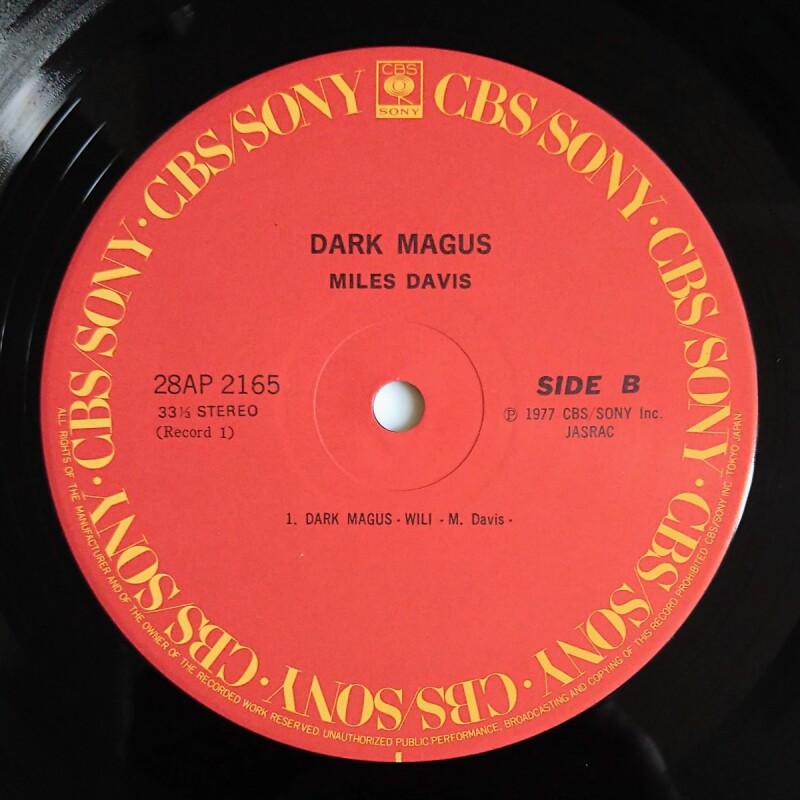 CBS
SONY
CBS/SONY · CBS/SONY · CBS/SONY · CBS/SONY · CBS/SONY · CBS/SONY · CBS/SONY · CBS/SONY
DARK MAGUS
MILES DAVIS
28AP 2165
33⅓ STEREO
(Record 1)
SIDE B
Ⓟ 1977 CBS/SONY Inc.
JASRAC
1. DARK MAGUS - WILI - M. Davis -
ALL RIGHTS OF THE MANUFACTURER AND OF THE OWNER OF THE RECORDED WORK RESERVED. UNAUTHORIZED PUBLIC PERFORMANCE, BROADCASTING AND COPYING OF THIS RECORD PROHIBITED CBS/SONY INC. TOKYO JAPAN